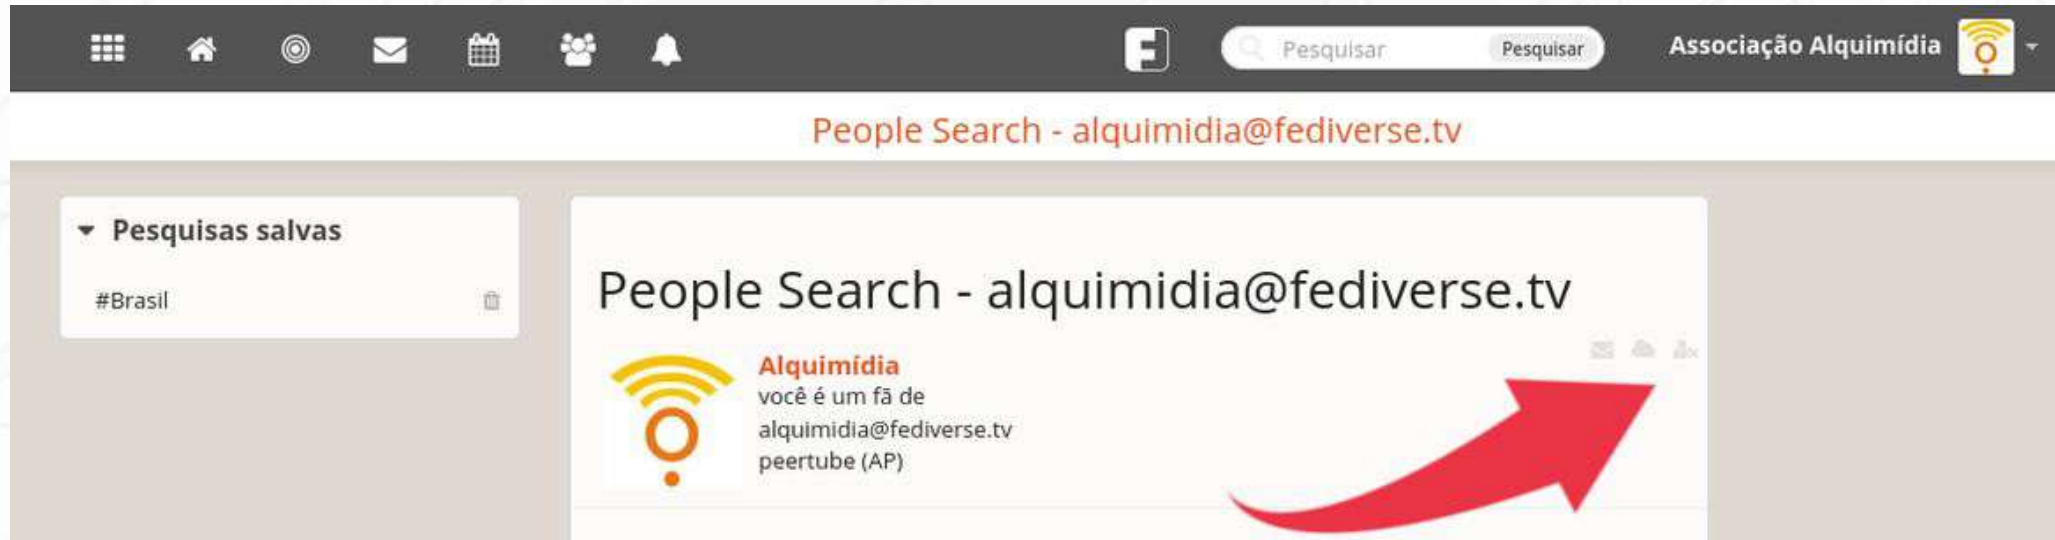 Pesquisar
Pesquisar
Associação Alquimídia
People Search - alquimidia@fediverse.tv
Pesquisas salvas
#Brasil
People Search - alquimidia@fediverse.tv
Alquimídia
você é um fã de
alquimidia@fediverse.tv
peertube (AP)